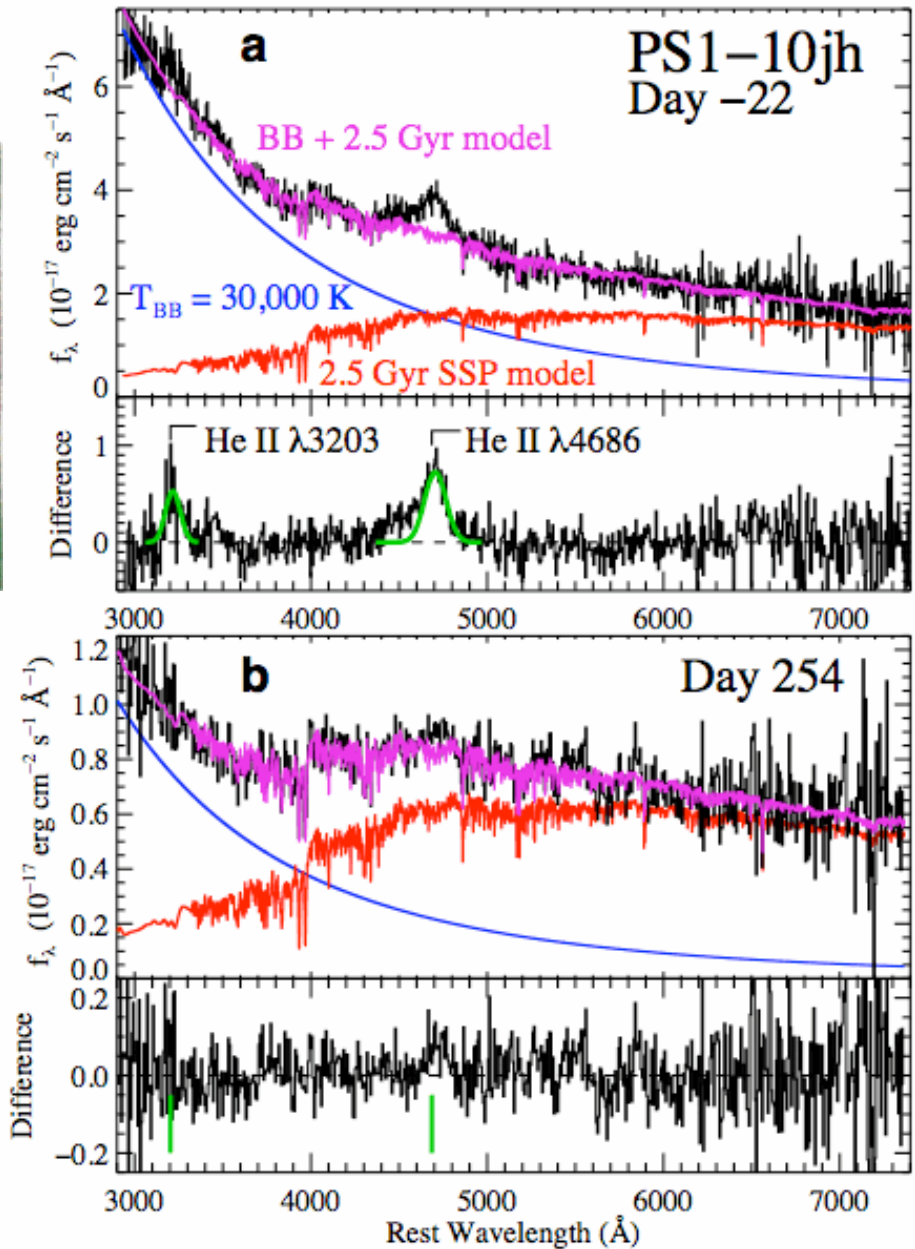 a
PS1−10jh
Day −22
BB + 2.5 Gyr model
T_BB = 30,000 K
2.5 Gyr SSP model
f_λ (10⁻¹⁷ erg cm⁻² s⁻¹ Å⁻¹)
6
4
2
0
He II λ3203
He II λ4686
Difference
1
0
3000 4000 5000 6000 7000
b
Day 254
f_λ (10⁻¹⁷ erg cm⁻² s⁻¹ Å⁻¹)
1.2
1.0
0.8
0.6
0.4
0.2
0.0
Difference
0.2
0.0
−0.2
3000 4000 5000 6000 7000
Rest Wavelength (Å)